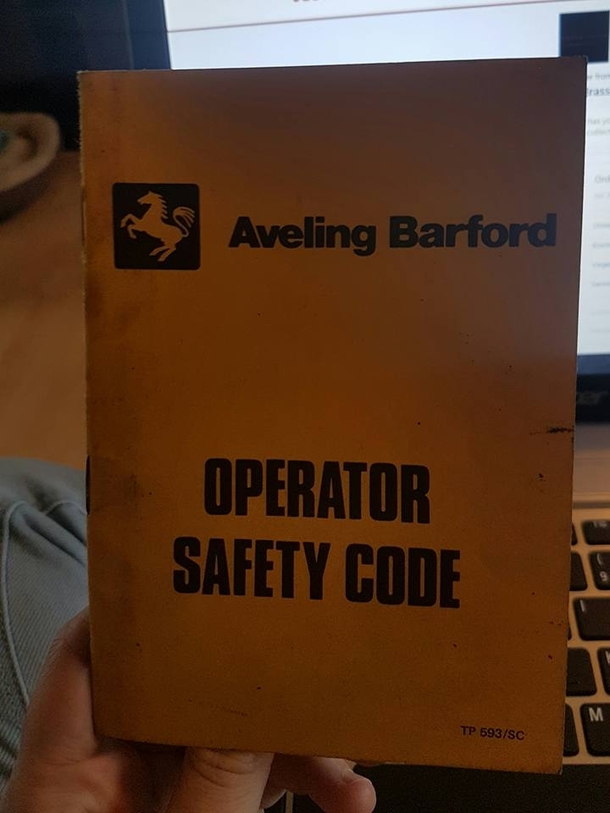 Aveling Barford
OPERATOR
SAFETY CODE
TP 593/SC
M